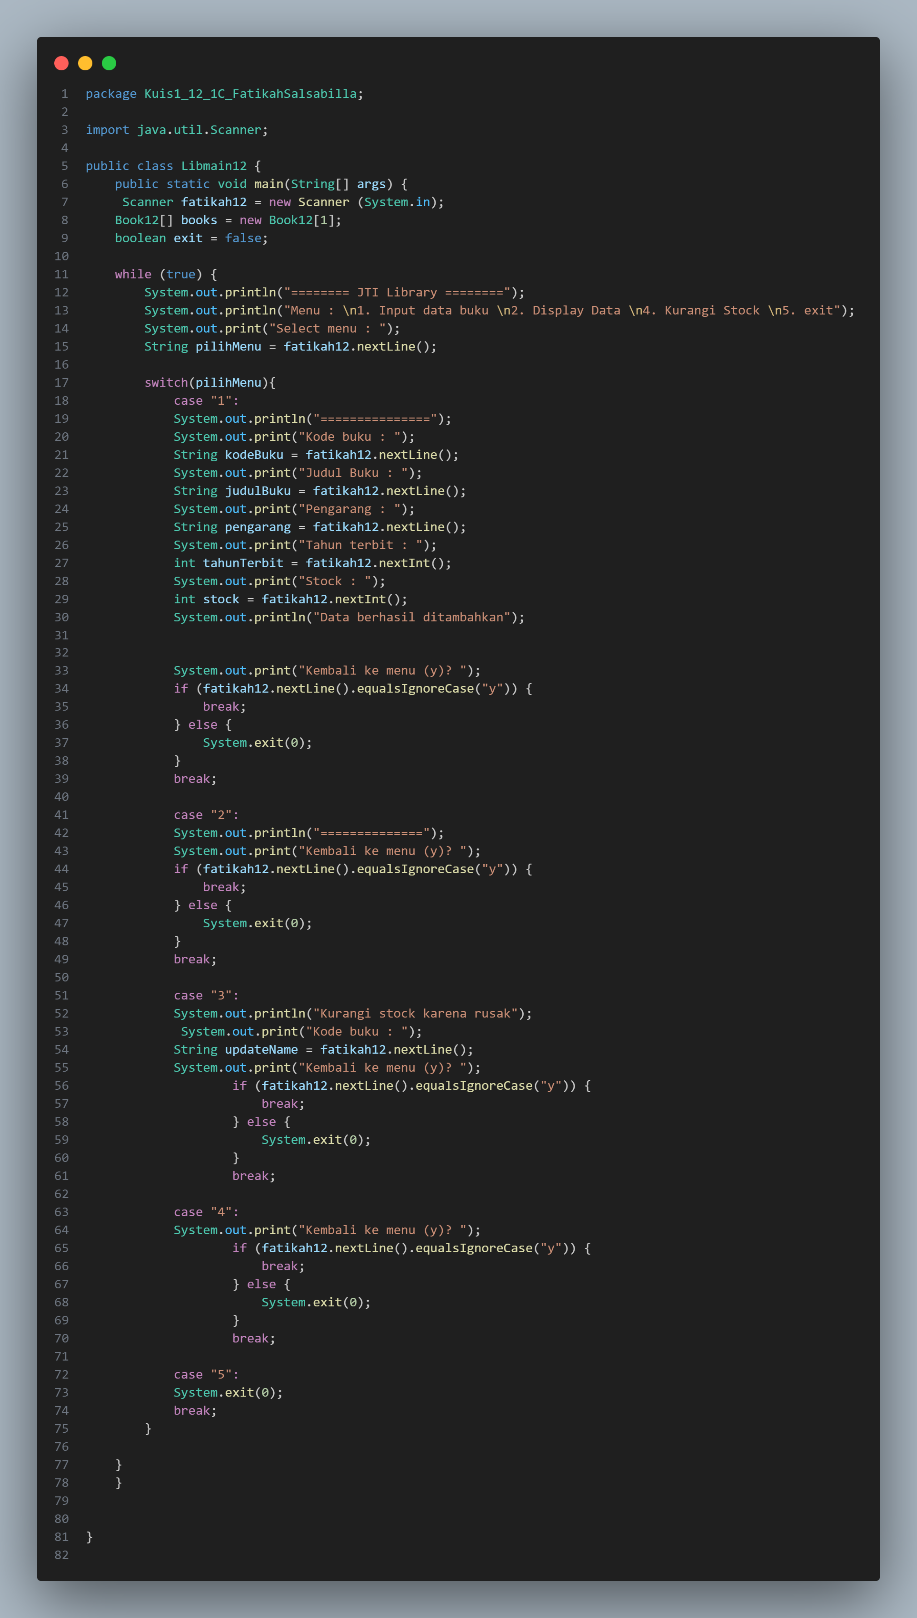 1 package Kuis1_12_1C_FatikahSalsabilla;
2
3 import java.util.Scanner;
4
5 public class Libmain12 {
6     public static void main(String[] args) {
7      Scanner fatikah12 = new Scanner (System.in);
8     Book12[] books = new Book12[1];
9     boolean exit = false;
10
11     while (true) {
12         System.out.println("======== JTI Library ========");
13         System.out.println("Menu : \n1. Input data buku \n2. Display Data \n4. Kurangi Stock \n5. exit");
14         System.out.print("Select menu : ");
15         String pilihMenu = fatikah12.nextLine();
16
17         switch(pilihMenu){
18             case "1":
19             System.out.println("===============");
20             System.out.print("Kode buku : ");
21             String kodeBuku = fatikah12.nextLine();
22             System.out.print("Judul Buku : ");
23             String judulBuku = fatikah12.nextLine();
24             System.out.print("Pengarang : ");
25             String pengarang = fatikah12.nextLine();
26             System.out.print("Tahun terbit : ");
27             int tahunTerbit = fatikah12.nextInt();
28             System.out.print("Stock : ");
29             int stock = fatikah12.nextInt();
30             System.out.println("Data berhasil ditambahkan");
31
32
33             System.out.print("Kembali ke menu (y)? ");
34             if (fatikah12.nextLine().equalsIgnoreCase("y")) {
35                 break;
36             } else {
37                 System.exit(0);
38             }
39             break;
40
41             case "2":
42             System.out.println("==============");
43             System.out.print("Kembali ke menu (y)? ");
44             if (fatikah12.nextLine().equalsIgnoreCase("y")) {
45                 break;
46             } else {
47                 System.exit(0);
48             }
49             break;
50
51             case "3":
52             System.out.println("Kurangi stock karena rusak");
53              System.out.print("Kode buku : ");
54             String updateName = fatikah12.nextLine();
55             System.out.print("Kembali ke menu (y)? ");
56                     if (fatikah12.nextLine().equalsIgnoreCase("y")) {
57                         break;
58                     } else {
59                         System.exit(0);
60                     }
61                     break;
62
63             case "4":
64             System.out.print("Kembali ke menu (y)? ");
65                     if (fatikah12.nextLine().equalsIgnoreCase("y")) {
66                         break;
67                     } else {
68                         System.exit(0);
69                     }
70                     break;
71
72             case "5":
73             System.exit(0);
74             break;
75         }
76
77     }
78     }
79
80
81 }
82